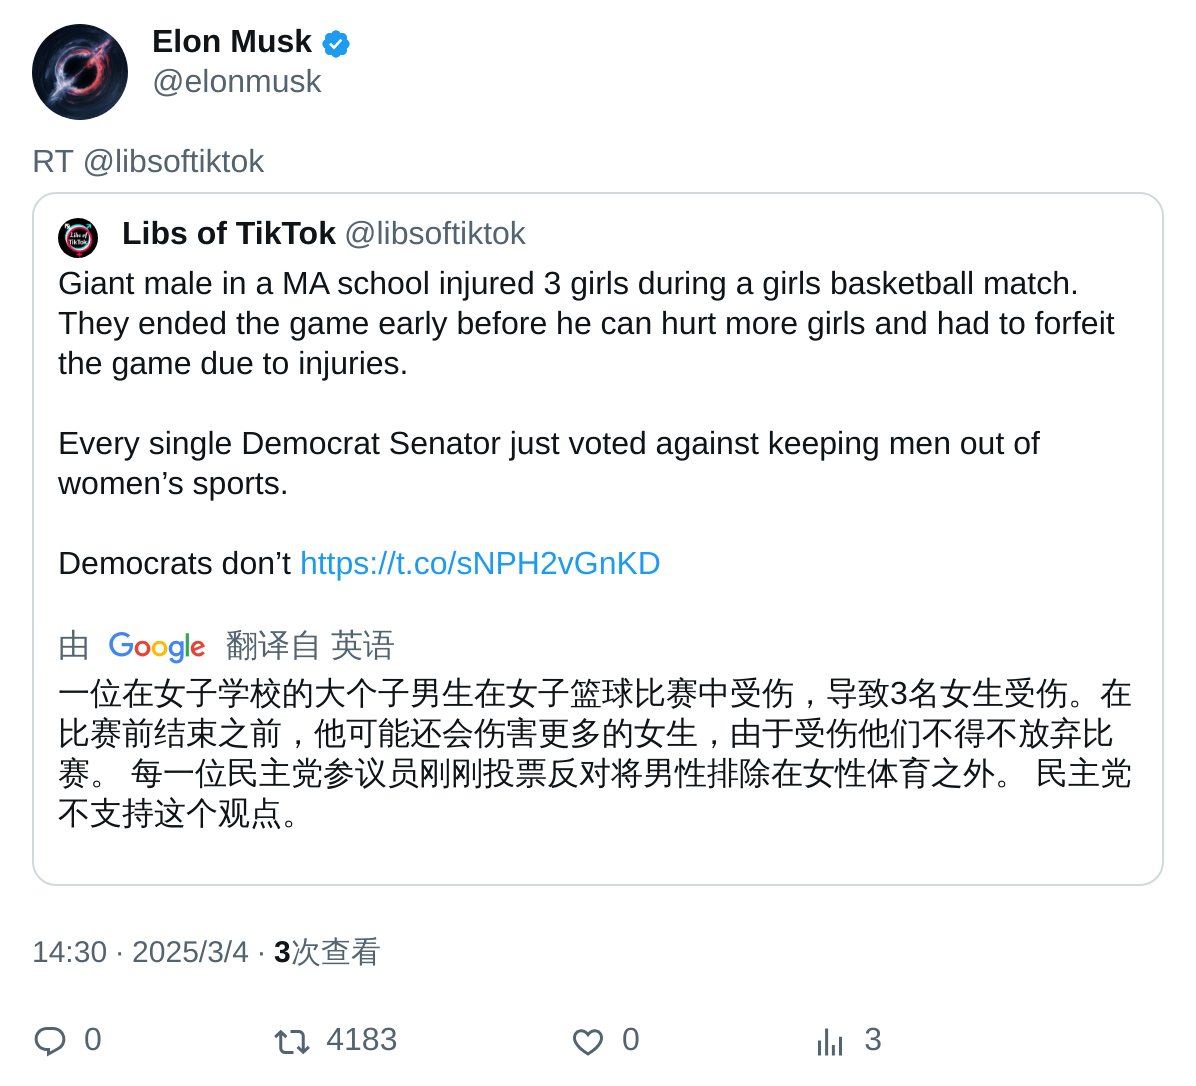 Elon Musk
@elonmusk
RT @libsoftiktok
Libs of TikTok
Libs of TikTok @libsoftiktok
Giant male in a MA school injured 3 girls during a girls basketball match.
They ended the game early before he can hurt more girls and had to forfeit
the game due to injuries.
Every single Democrat Senator just voted against keeping men out of
women’s sports.
Democrats don’t https://t.co/sNPH2vGnKD
由 Google 翻译自 英语
一位在女子学校的大个子男生在女子篮球比赛中受伤，导致3名女生受伤。在
比赛前结束之前，他可能还会伤害更多的女生，由于受伤他们不得不放弃比
赛。 每一位民主党参议员刚刚投票反对将男性排除在女性体育之外。 民主党
不支持这个观点。
14:30 · 2025/3/4 · 3次查看
0 4183 0 3